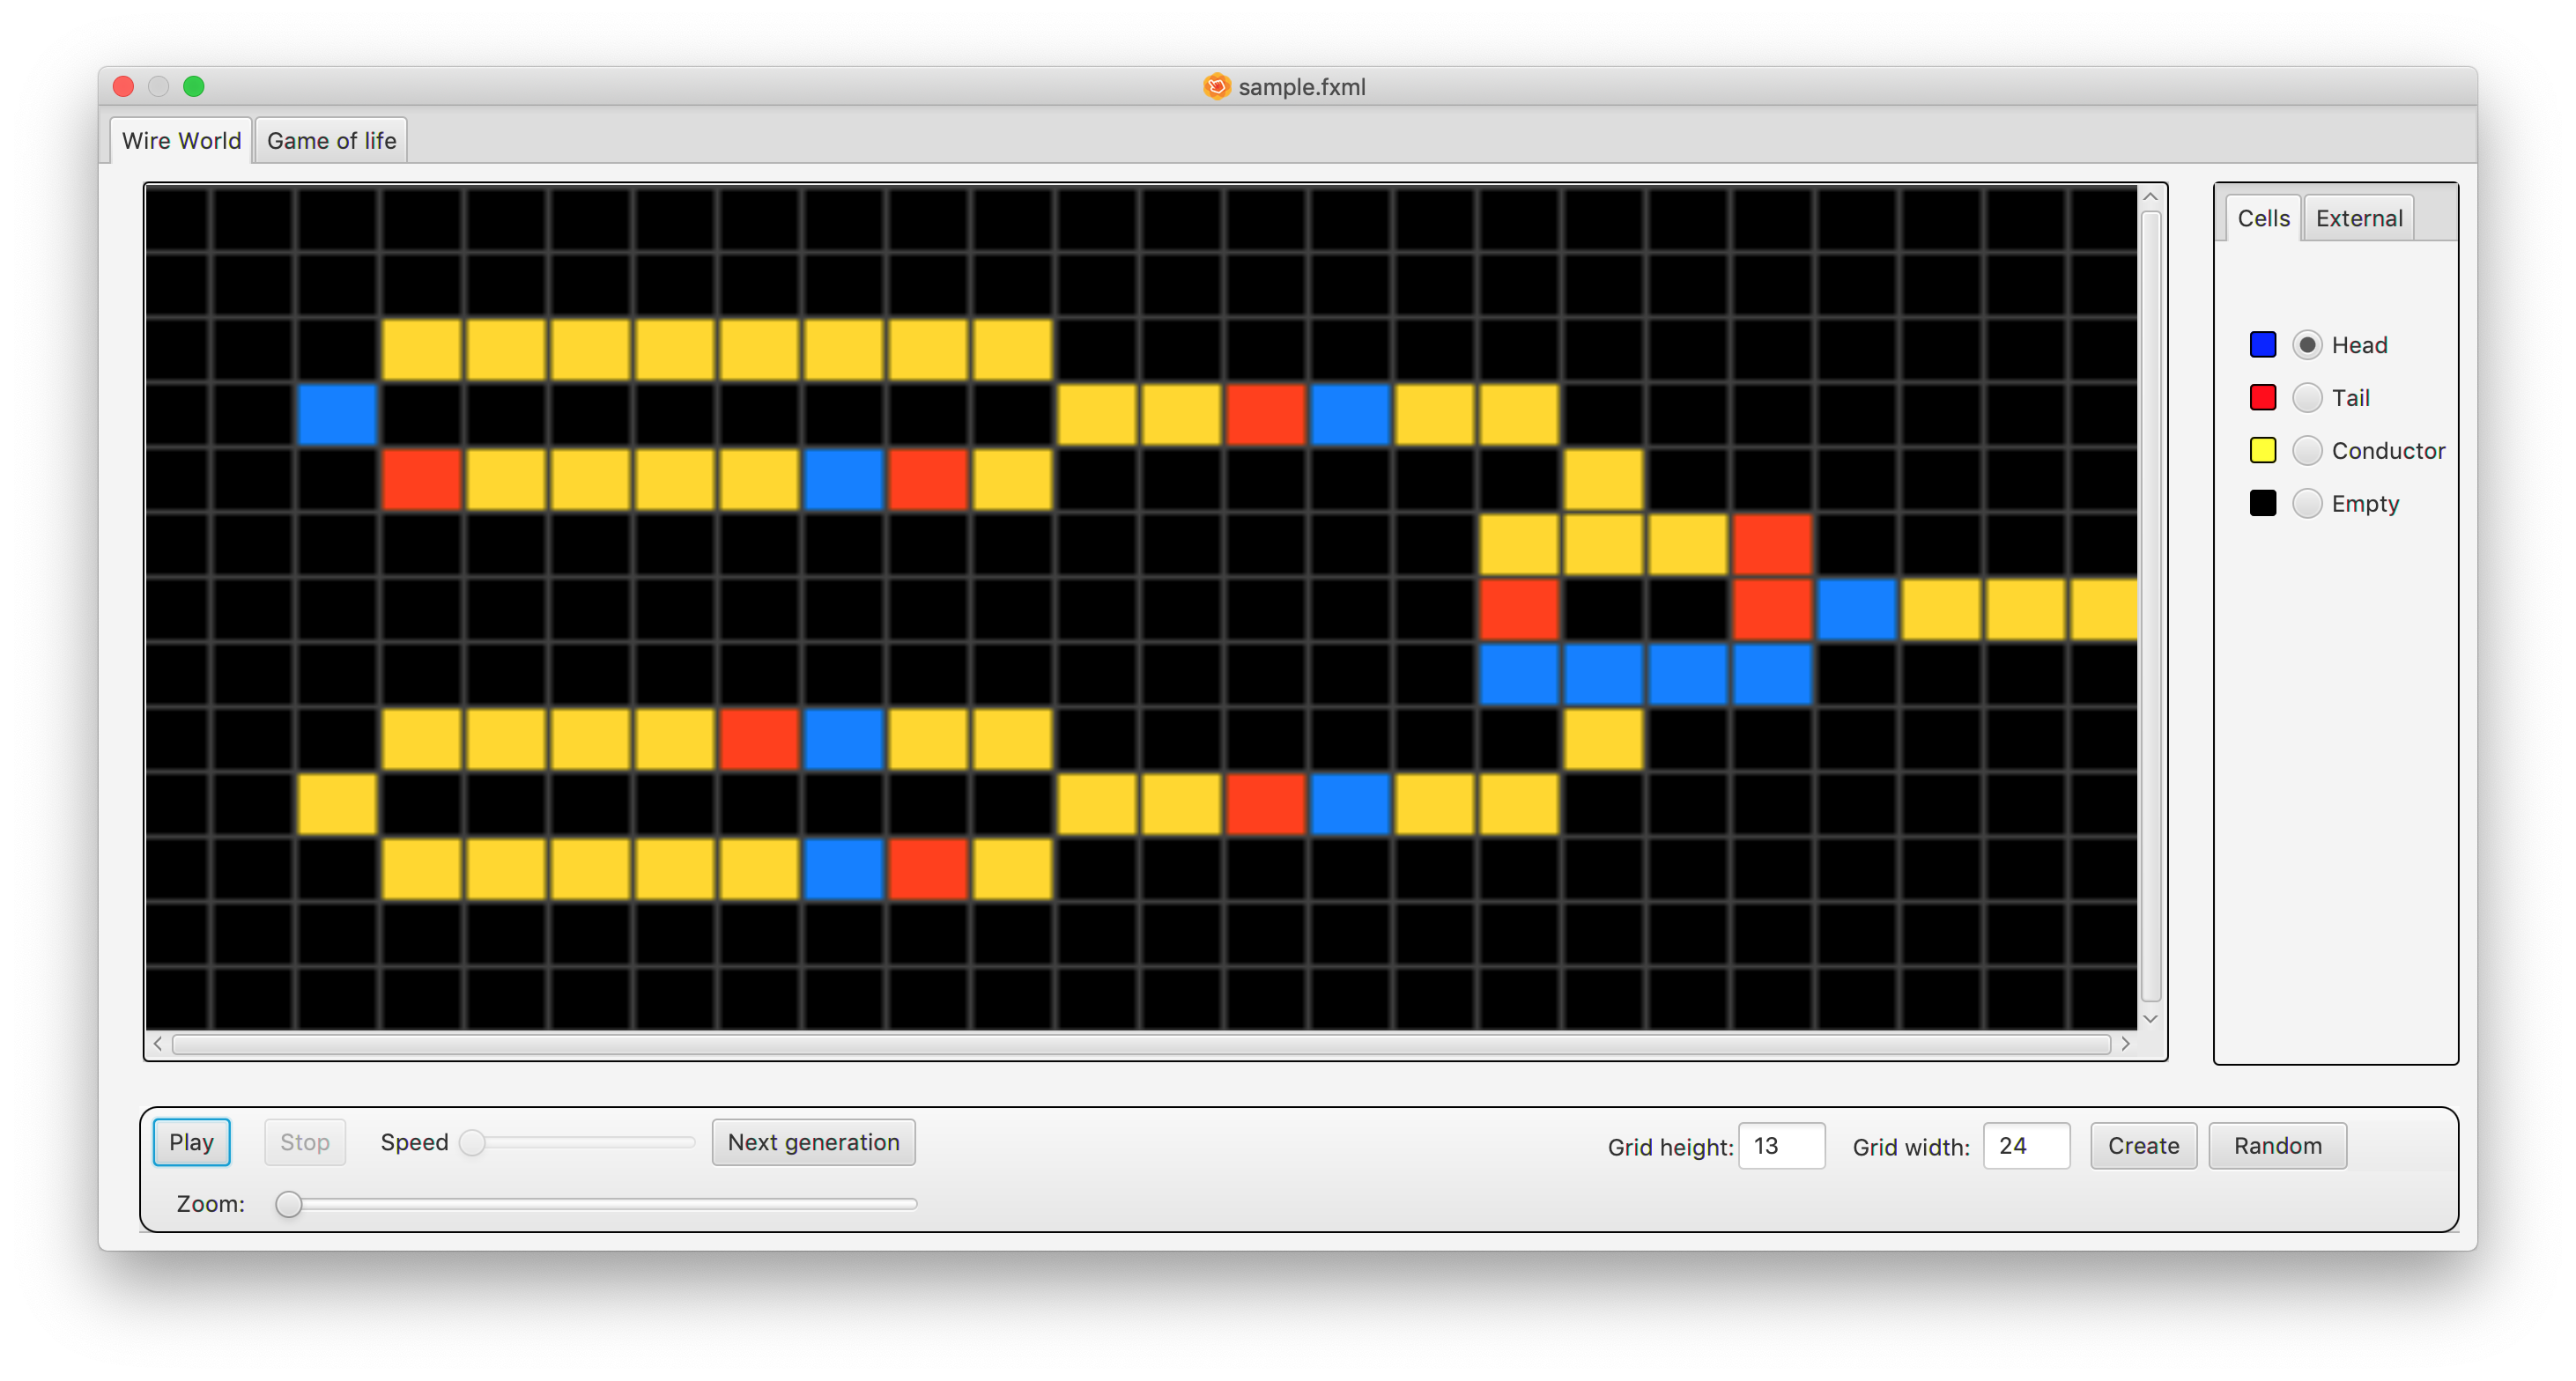 sample.fxml
Wire World Game of life
Cells External
Head
Tail
Conductor
Empty
Play Stop Speed Next generation Grid height: 13 Grid width: 24 Create Random
Zoom: